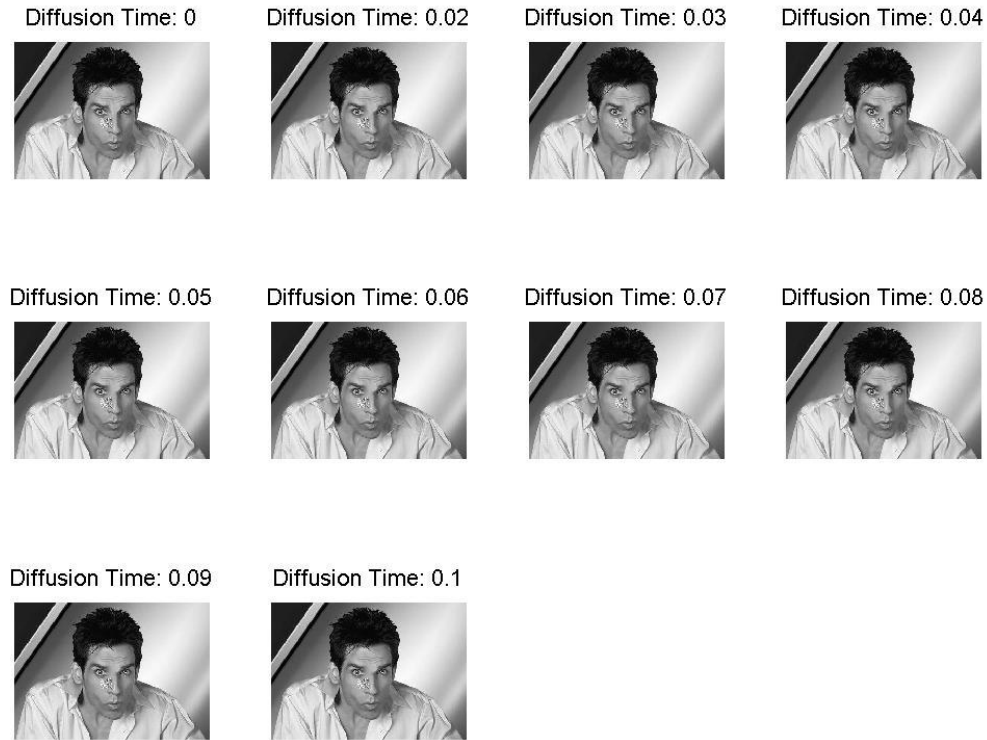 Diffusion Time: 0
Diffusion Time: 0.02
Diffusion Time: 0.03
Diffusion Time: 0.04
Diffusion Time: 0.05
Diffusion Time: 0.06
Diffusion Time: 0.07
Diffusion Time: 0.08
Diffusion Time: 0.09
Diffusion Time: 0.1